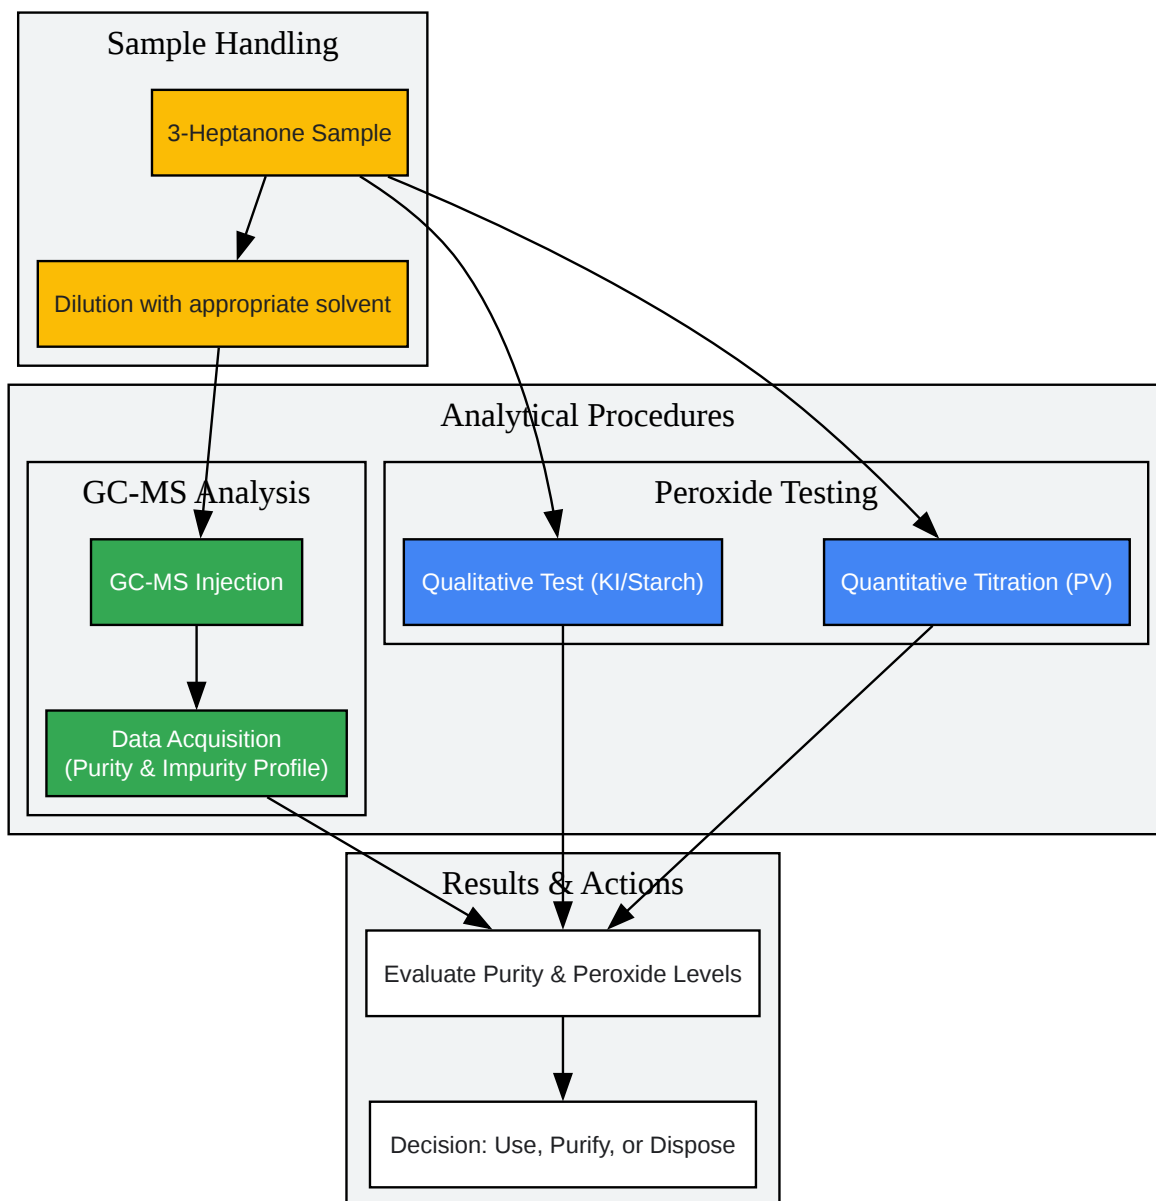 Sample Handling
3-Heptanone Sample
Dilution with appropriate solvent
Analytical Procedures
GC-MS Analysis
Peroxide Testing
GC-MS Injection
Qualitative Test (KI/Starch)
Quantitative Titration (PV)
Data Acquisition
(Purity & Impurity Profile)
Results & Actions
Evaluate Purity & Peroxide Levels
Decision: Use, Purify, or Dispose